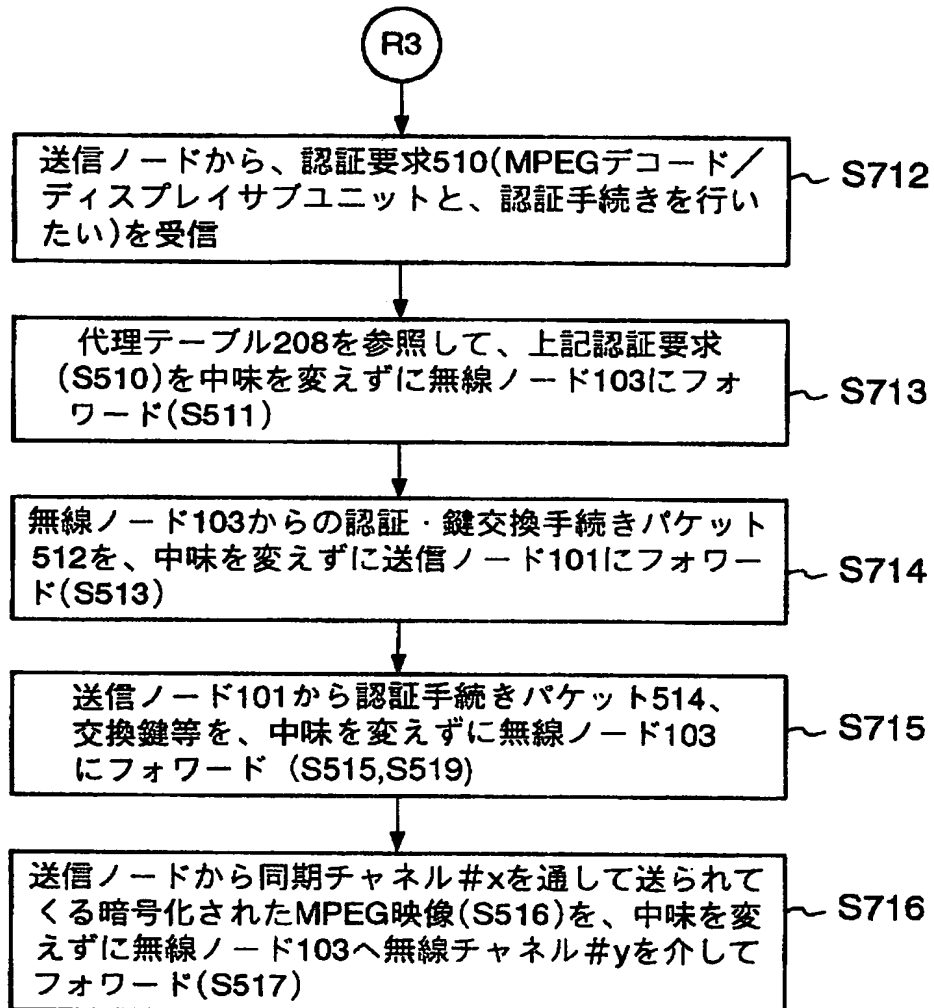 R3
送信ノードから、認証要求510(MPEGデコード／
ディスプレイサブユニットと、認証手続きを行い
たい)を受信
S712
代理テーブル208を参照して、上記認証要求
(S510)を中味を変えずに無線ノード103にフォ
ワード(S511)
S713
無線ノード103からの認証・鍵交換手続きパケット
512を、中味を変えずに送信ノード101にフォワー
ド(S513)
S714
送信ノード101から認証手続きパケット514、
交換鍵等を、中味を変えずに無線ノード103
にフォワード (S515,S519)
S715
送信ノードから同期チャネル＃xを通して送られて
くる暗号化されたMPEG映像(S516)を、中味を変
えずに無線ノード103へ無線チャネル＃yを介して
フォワード(S517)
S716